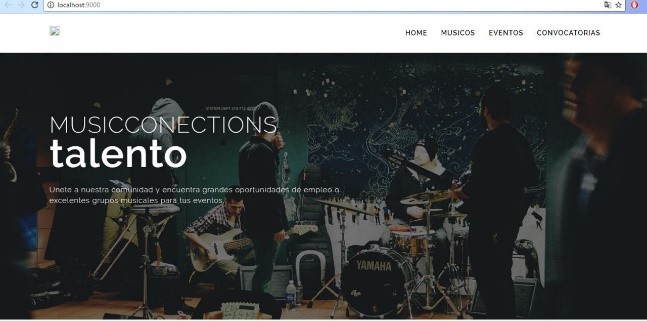 localhost:9000
HOME MUSICOS EVENTOS CONVOCATORIAS
MUSICCONECTIONS
talento
Unete a nuestra comunidad y encuentra grandes oportunidades de empleo o
excelentes grupos musicales para tus eventos.
YAMAHA